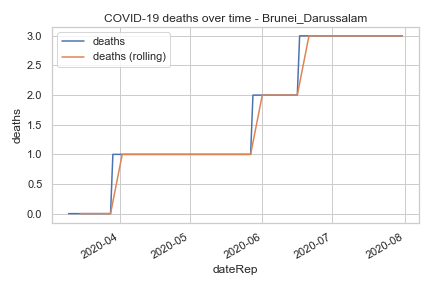 COVID-19 deaths over time - Brunei_Darussalam
deaths
deaths (rolling)
3.0
2.5
2.0
1.5
1.0
0.5
0.0
deaths
2020-04
2020-05
2020-06
2020-07
2020-08
dateRep